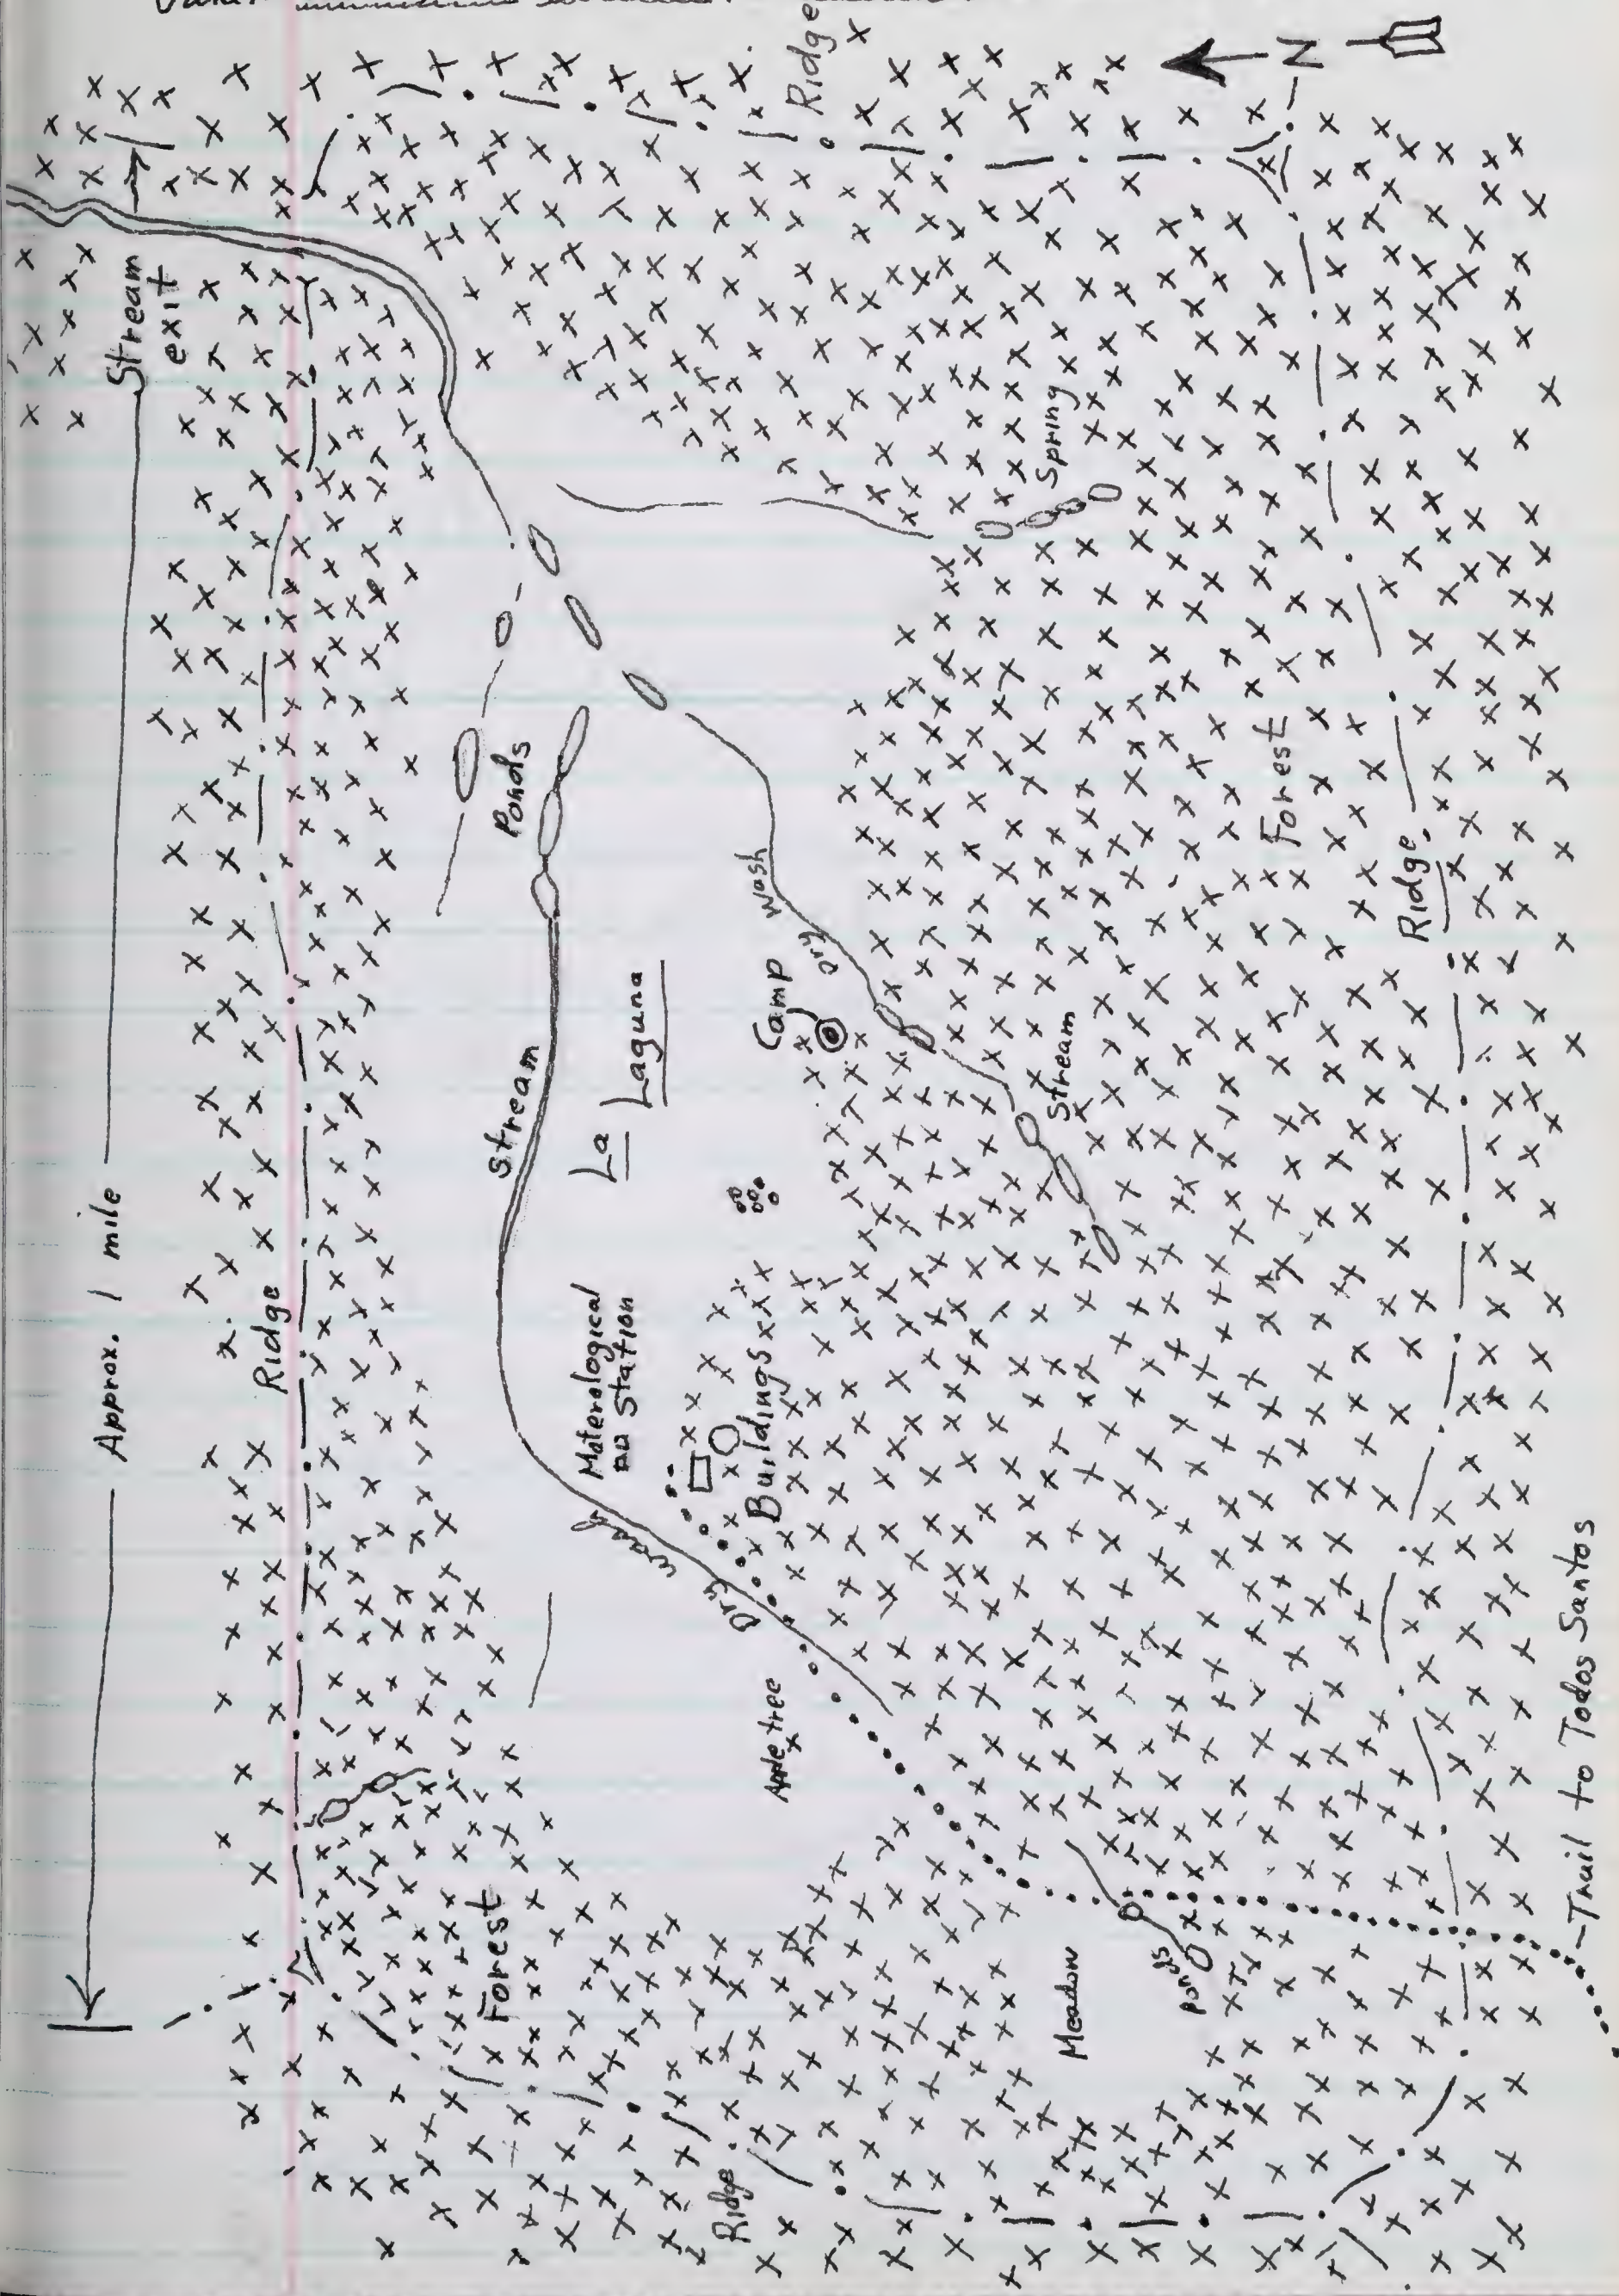 Approx. 1 mile
Stream
exit
Ridge
Forest
Stream
Ponds
La Laguna
Materological
Station
Dry wash
Ridge
Buildings
Apple tree
Camp
Dry wash
Ridge
Meadow
Stream
Spring
Ponds
Forest
N
Ridge
Trail to Todos Santos